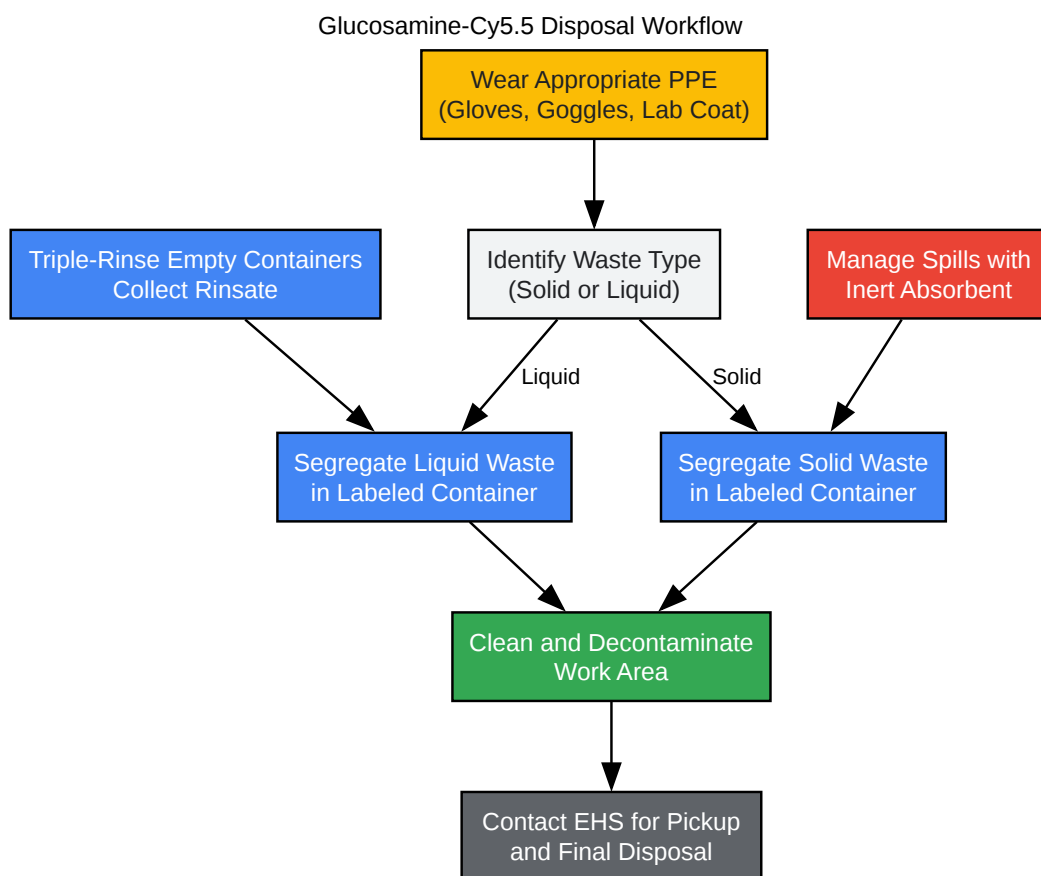 Glucosamine-Cy5.5 Disposal Workflow
Wear Appropriate PPE
(Gloves, Goggles, Lab Coat)
Triple-Rinse Empty Containers
Collect Rinsate
Identify Waste Type
(Solid or Liquid)
Manage Spills with
Inert Absorbent
Liquid
Solid
Segregate Liquid Waste
in Labeled Container
Segregate Solid Waste
in Labeled Container
Clean and Decontaminate
Work Area
Contact EHS for Pickup
and Final Disposal